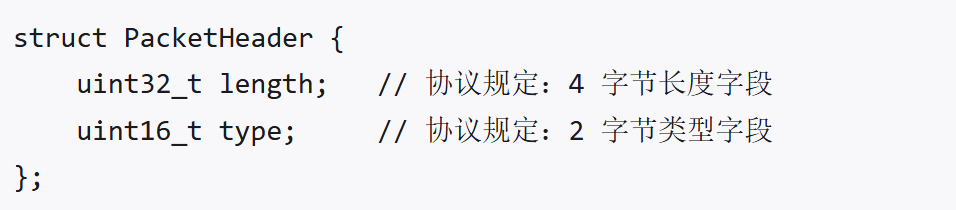 struct PacketHeader {
    uint32_t length;   // 协议规定：4 字节长度字段
    uint16_t type;     // 协议规定：2 字节类型字段
};